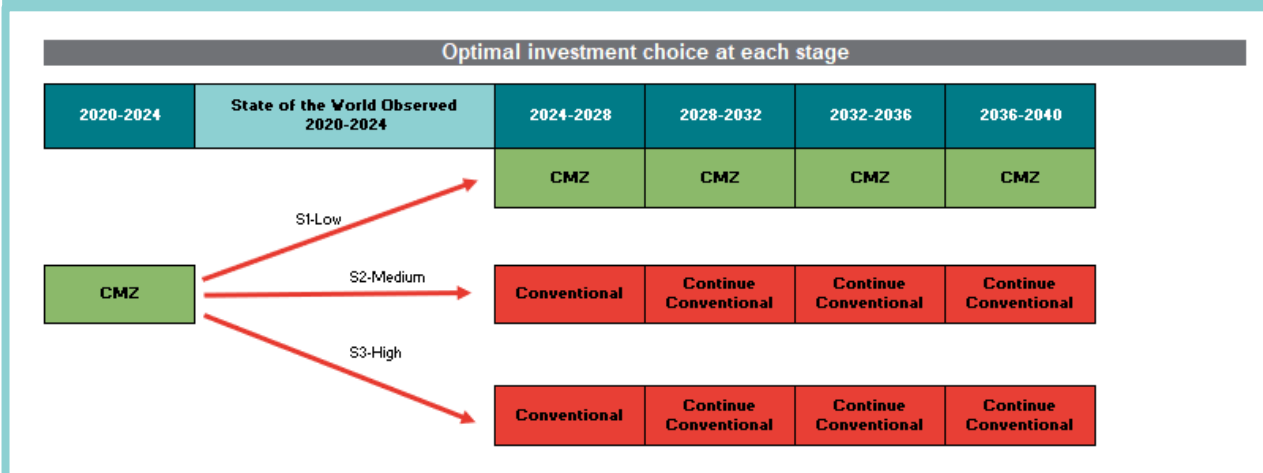 Optimal investment choice at each stage
2020-2024
State of the World Observed
2020-2024
2024-2028
2028-2032
2032-2036
2036-2040
CMZ
CMZ
CMZ
CMZ
S1-Low
CMZ
S2-Medium
Conventional
Continue
Conventional
Continue
Conventional
Continue
Conventional
S3-High
Conventional
Continue
Conventional
Continue
Conventional
Continue
Conventional